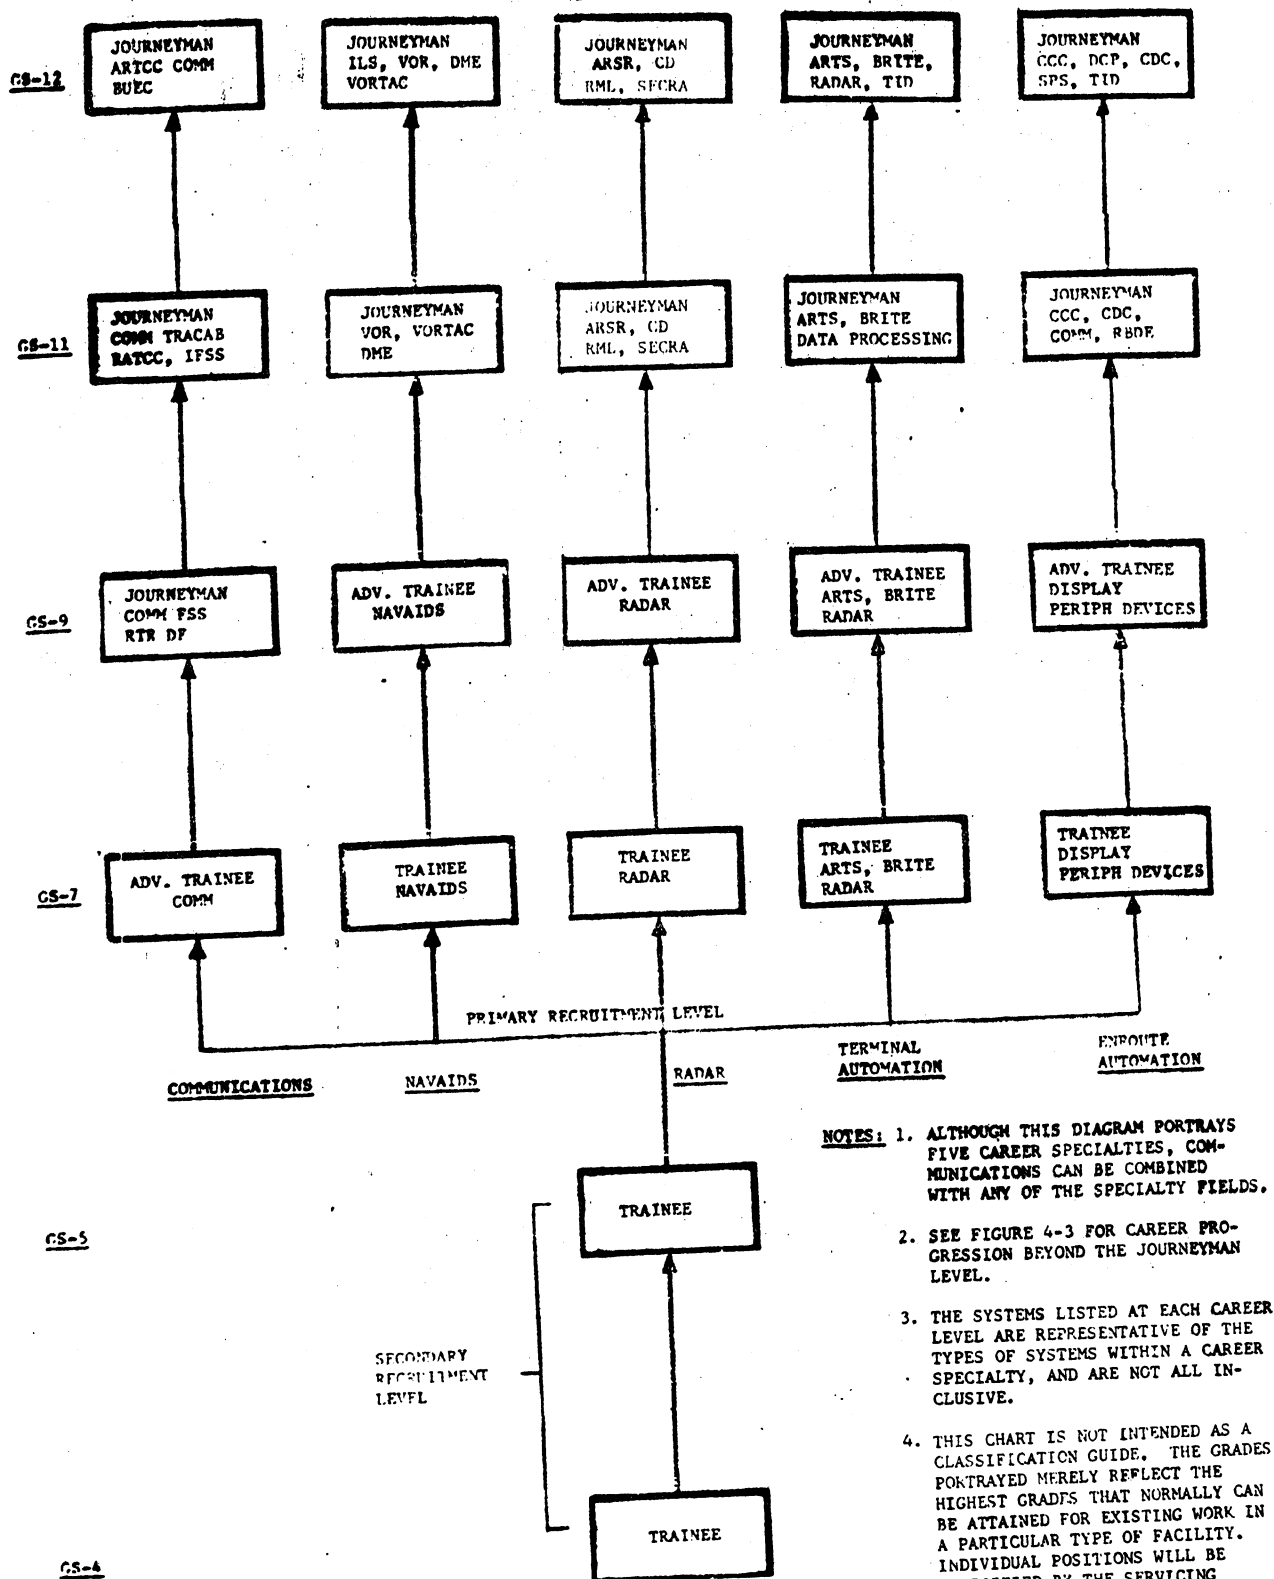 GS-12
JOURNEYMAN
ARTCC COMM
BUEC
JOURNEYMAN
ILS, VOR, DME
VORTAC
JOURNEYMAN
ARSR, CD
RML, SECRA
JOURNEYMAN
ARTS, BRITE,
RADAR, TID
JOURNEYMAN
CCC, DCP, CDC,
SPS, TID
GS-11
JOURNEYMAN
COMM TRACAB
RATCC, IFSS
JOURNEYMAN
VOR, VORTAC
DME
JOURNEYMAN
ARSR, CD
RML, SECRA
JOURNEYMAN
ARTS, BRITE
DATA PROCESSING
JOURNEYMAN
CCC, CDC,
COMM, RBDE
GS-9
JOURNEYMAN
COMM FSS
RTR DF
ADV. TRAINEE
NAVAIDS
ADV. TRAINEE
RADAR
ADV. TRAINEE
ARTS, BRITE
RADAR
ADV. TRAINEE
DISPLAY
PERIPH DEVICES
GS-7
ADV. TRAINEE
COMM
TRAINEE
NAVAIDS
TRAINEE
RADAR
TRAINEE
ARTS, BRITE
RADAR
TRAINEE
DISPLAY
PERIPH DEVICES
PRIMARY RECRUITMENT LEVEL
COMMUNICATIONS
NAVAIDS
RADAR
TERMINAL
AUTOMATION
ENROUTE
AUTOMATION
GS-5
TRAINEE
SECONDARY
RECRUITMENT
LEVEL
GS-4
TRAINEE
NOTES: 1. ALTHOUGH THIS DIAGRAM PORTRAYS
FIVE CAREER SPECIALTIES, COM-
MUNICATIONS CAN BE COMBINED
WITH ANY OF THE SPECIALTY FIELDS.
2. SEE FIGURE 4-3 FOR CAREER PRO-
GRESSION BEYOND THE JOURNEYMAN
LEVEL.
3. THE SYSTEMS LISTED AT EACH CAREER
LEVEL ARE REPRESENTATIVE OF THE
TYPES OF SYSTEMS WITHIN A CAREER
SPECIALTY, AND ARE NOT ALL IN-
CLUSIVE.
4. THIS CHART IS NOT INTENDED AS A
CLASSIFICATION GUIDE. THE GRADES
PORTRAYED MERELY REFLECT THE
HIGHEST GRADES THAT NORMALLY CAN
BE ATTAINED FOR EXISTING WORK IN
A PARTICULAR TYPE OF FACILITY.
INDIVIDUAL POSITIONS WILL BE
BY THE SERVICING